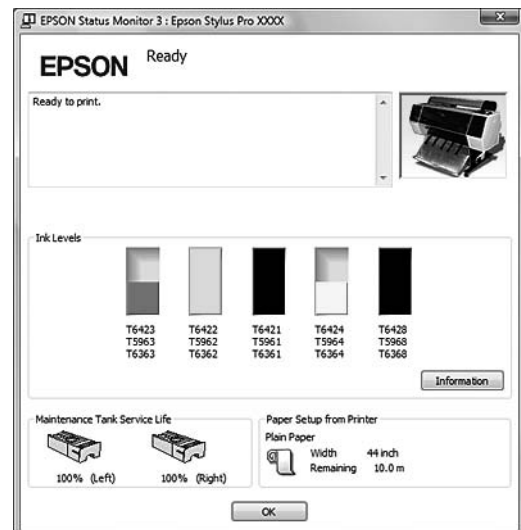 EPSON Status Monitor 3 : Epson Stylus Pro XXXX
EPSON
Ready
Ready to print.
Ink Levels
T6423 T6422 T6421 T6424 T6428
T5963 T5962 T5961 T5964 T5968
T6363 T6362 T6361 T6364 T6368
Information
Maintenance Tank Service Life
100% (Left) 100% (Right)
Paper Setup from Printer
Plain Paper
Width 44 inch
Remaining 10.0 m
OK